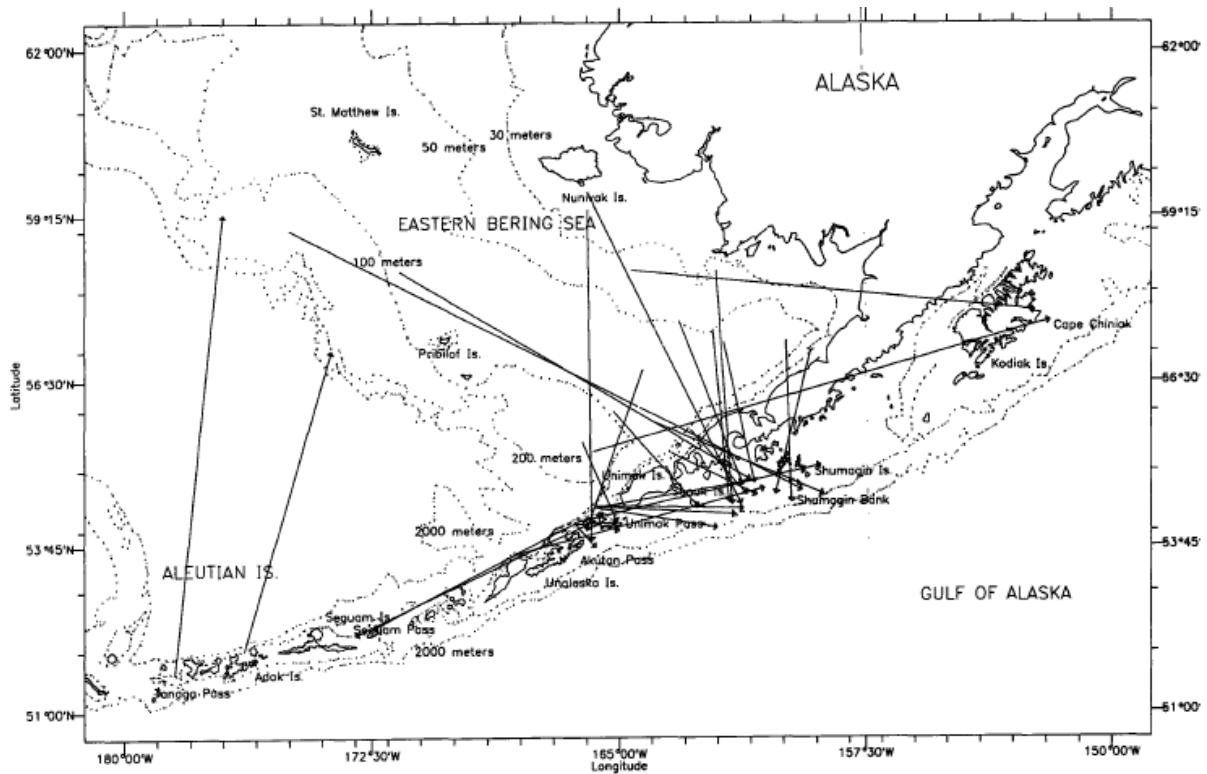 62°00'N
62°00'
ALASKA
St. Matthew Is.
30 meters
50 meters
Nunivak Is.
59°15'
59°15'
EASTERN BERING SEA
100 meters
Cape Chiniak
Pribilof Is.
Kodiak Is.
56°30'
56°30'
Latitude
200 meters
Unimak Is.
Shumagin Is.
Shumagin Bank
Unimak Pass
2000 meters
53°45'
53°45'
Akutan Pass
ALEUTIAN IS.
Unalaska Is.
GULF OF ALASKA
Seguam Is.
Seguam Pass
2000 meters
Adak Is.
Tanaga Pass
51°00'N
51°00'
180°00'W
172°30'W
165°00'W
157°30'W
150°00'W
Longitude